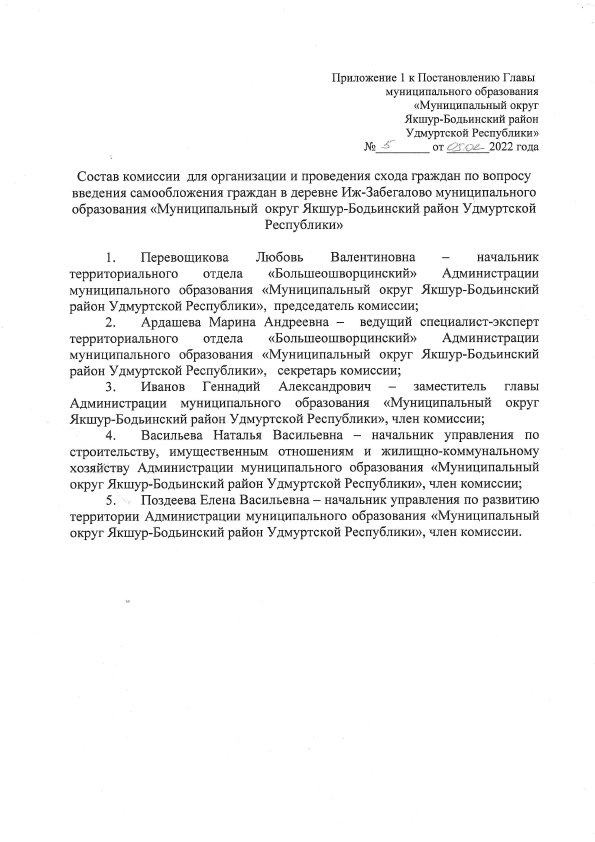 Приложение 1 к Постановлению Главы
муниципального образования
«Муниципальный округ
Якшур-Бодьинский район
Удмуртской Республики»
№ 5 от 05.02 2022 года
Состав комиссии для организации и проведения схода граждан по вопросу
введения самообложения граждан в деревне Иж-Забегалово муниципального
образования «Муниципальный округ Якшур-Бодьинский район Удмуртской
Республики»
1. Перевощикова Любовь Валентиновна – начальник
территориального отдела «Большеошворцинский» Администрации
муниципального образования «Муниципальный округ Якшур-Бодьинский
район Удмуртской Республики», председатель комиссии;
2. Ардашева Марина Андреевна – ведущий специалист-эксперт
территориального отдела «Большеошворцинский» Администрации
муниципального образования «Муниципальный округ Якшур-Бодьинский
район Удмуртской Республики», секретарь комиссии;
3. Иванов Геннадий Александрович – заместитель главы
Администрации муниципального образования «Муниципальный округ
Якшур-Бодьинский район Удмуртской Республики», член комиссии;
4. Васильева Наталья Васильевна – начальник управления по
строительству, имущественным отношениям и жилищно-коммунальному
хозяйству Администрации муниципального образования «Муниципальный
округ Якшур-Бодьинский район Удмуртской Республики», член комиссии;
5. Поздеева Елена Васильевна – начальник управления по развитию
территории Администрации муниципального образования «Муниципальный
округ Якшур-Бодьинский район Удмуртской Республики», член комиссии.